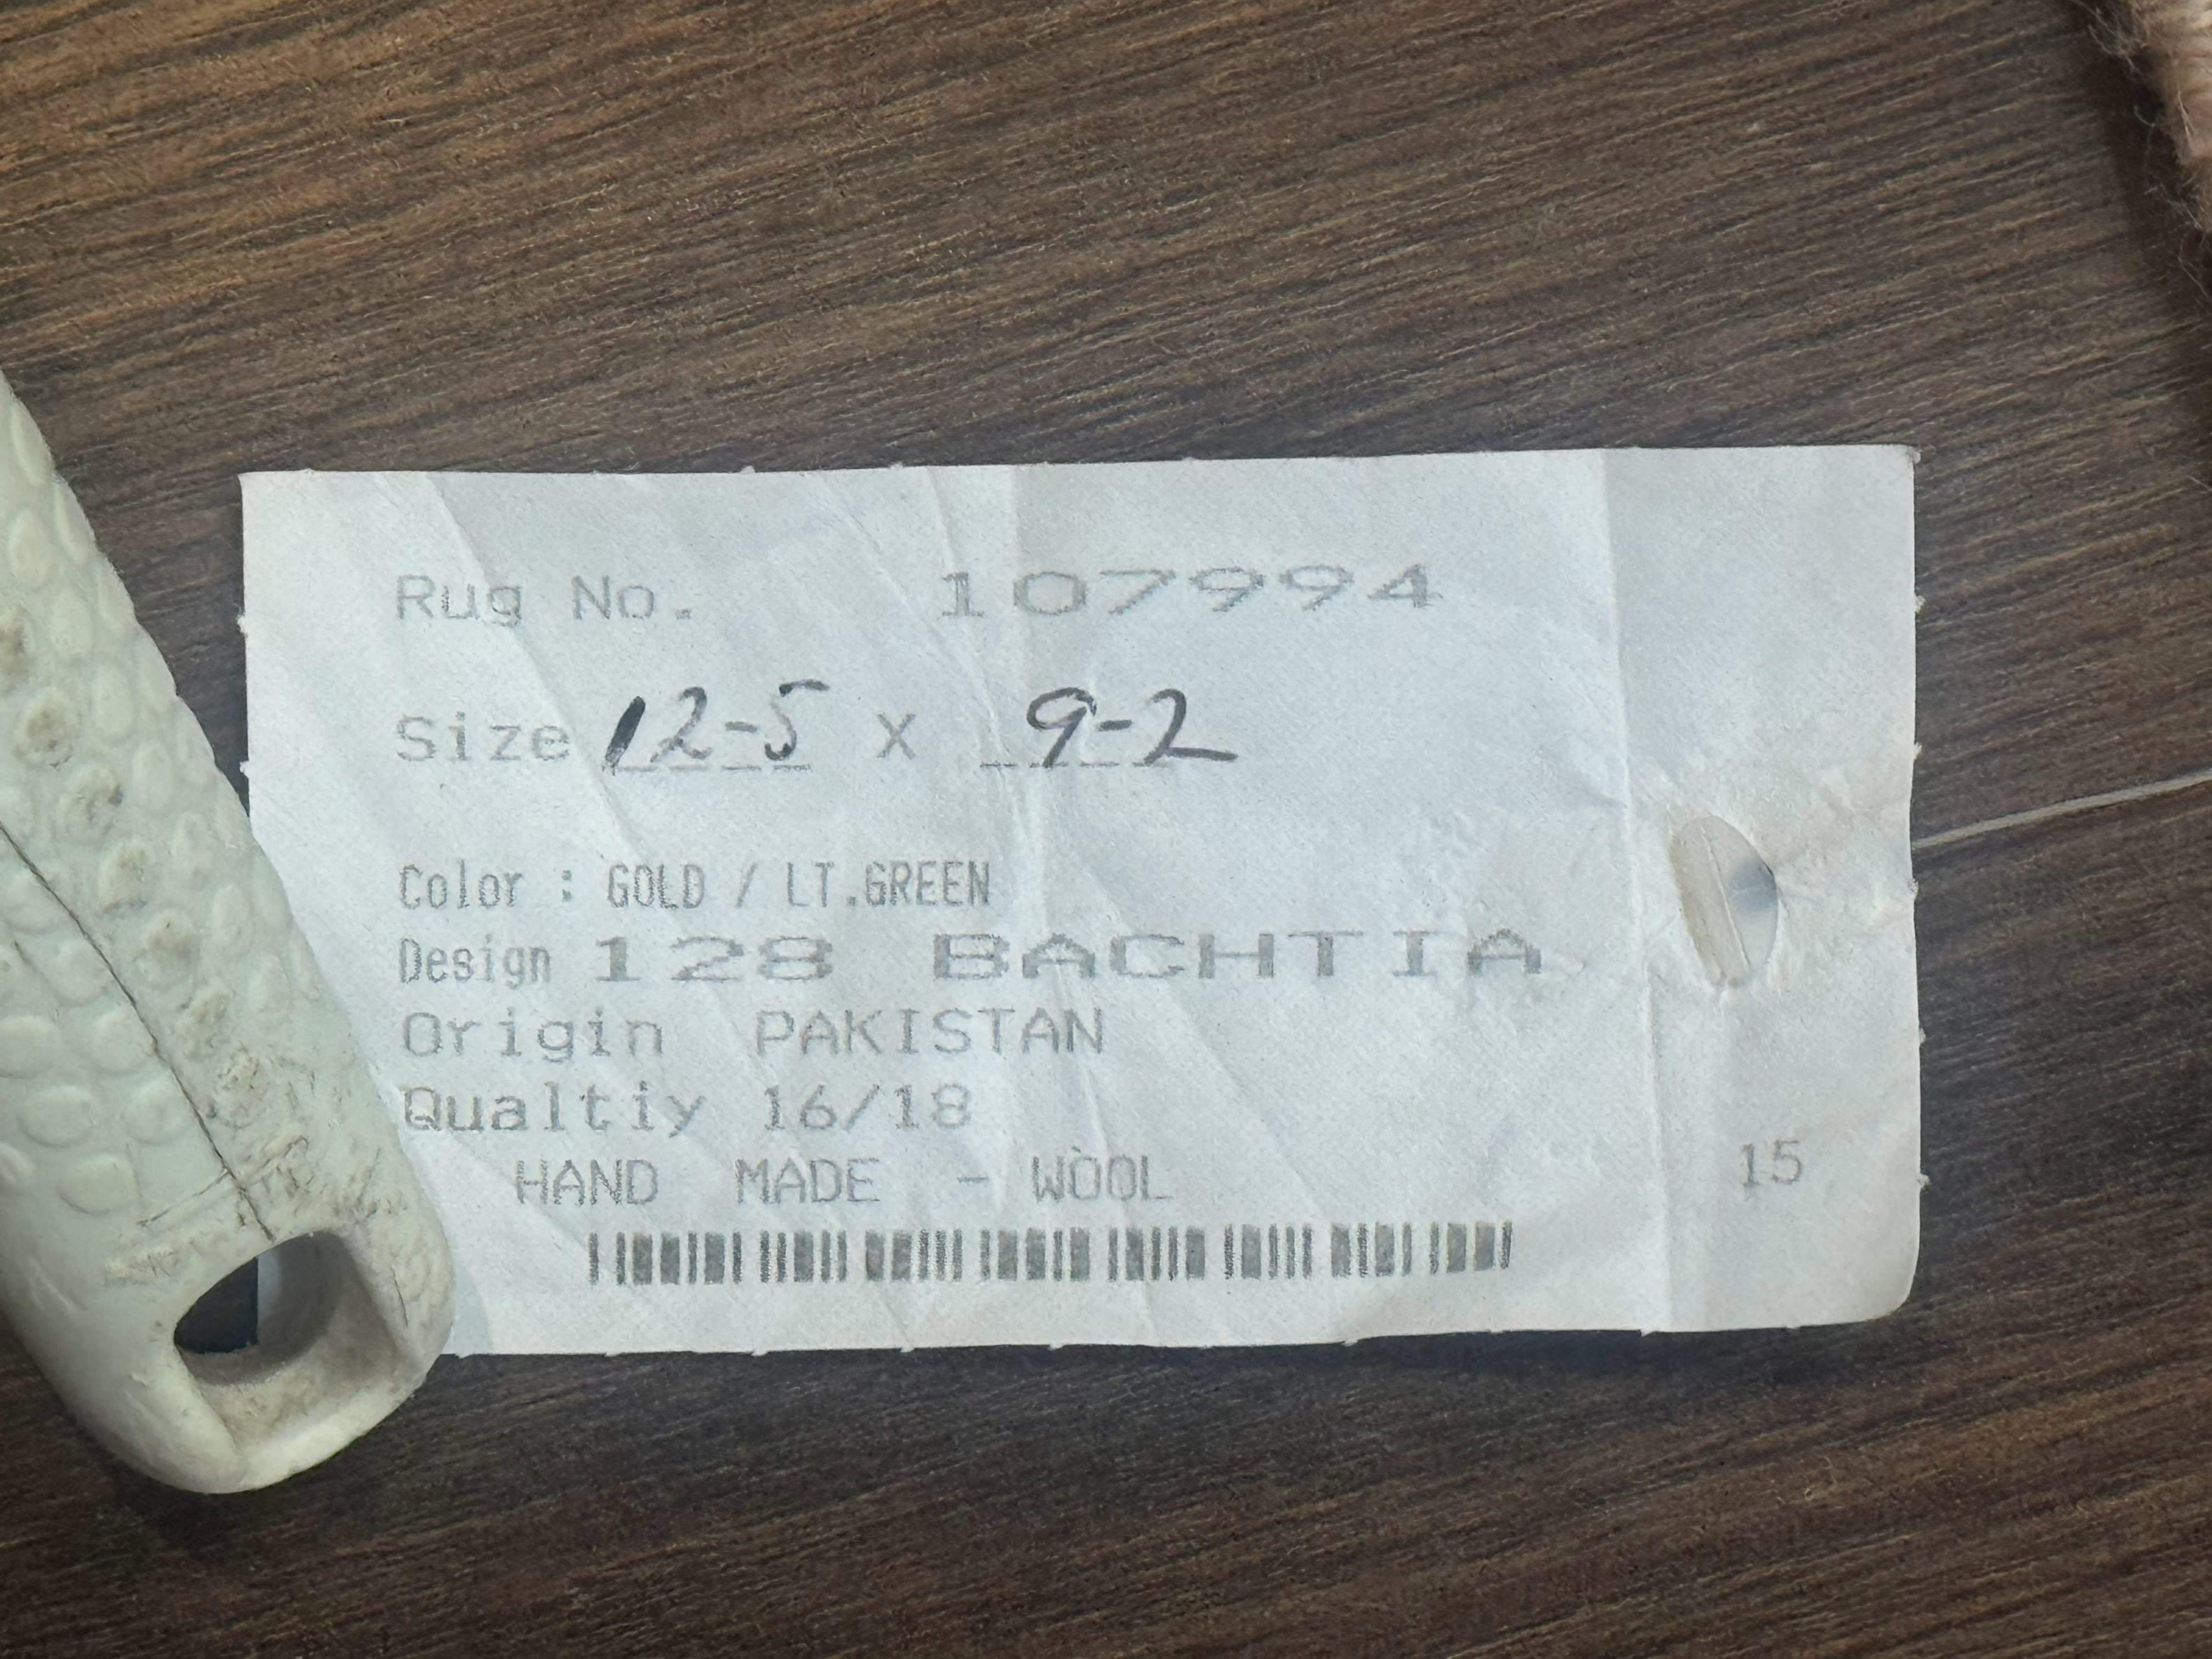 Rug No. 107994
Size 12-5 x 9-2
Color : GOLD / LT.GREEN
Design 128 BACHTIA
Origin PAKISTAN
Qualtiy 16/18
HAND MADE - WOOL
15